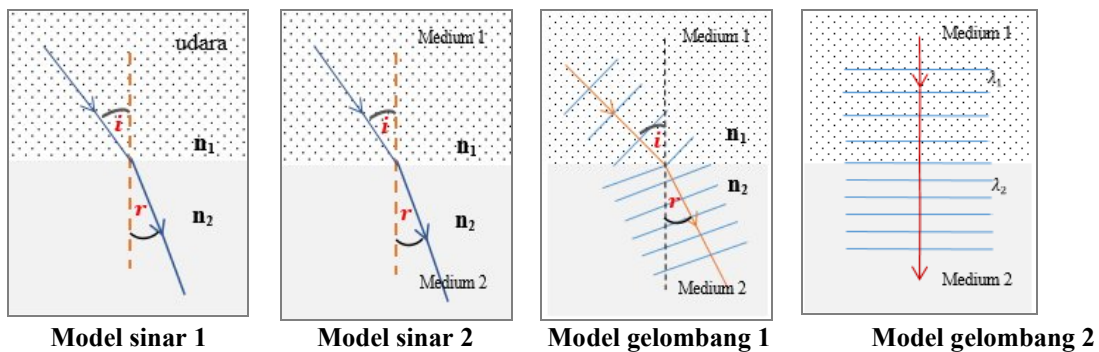 udara
i
n₁
r
n₂
Model sinar 1
Medium 1
i
n₁
r
n₂
Medium 2
Model sinar 2
Medium 1
i
n₁
n₂
r
Medium 2
Model gelombang 1
Medium 1
λ₁
λ₂
Medium 2
Model gelombang 2